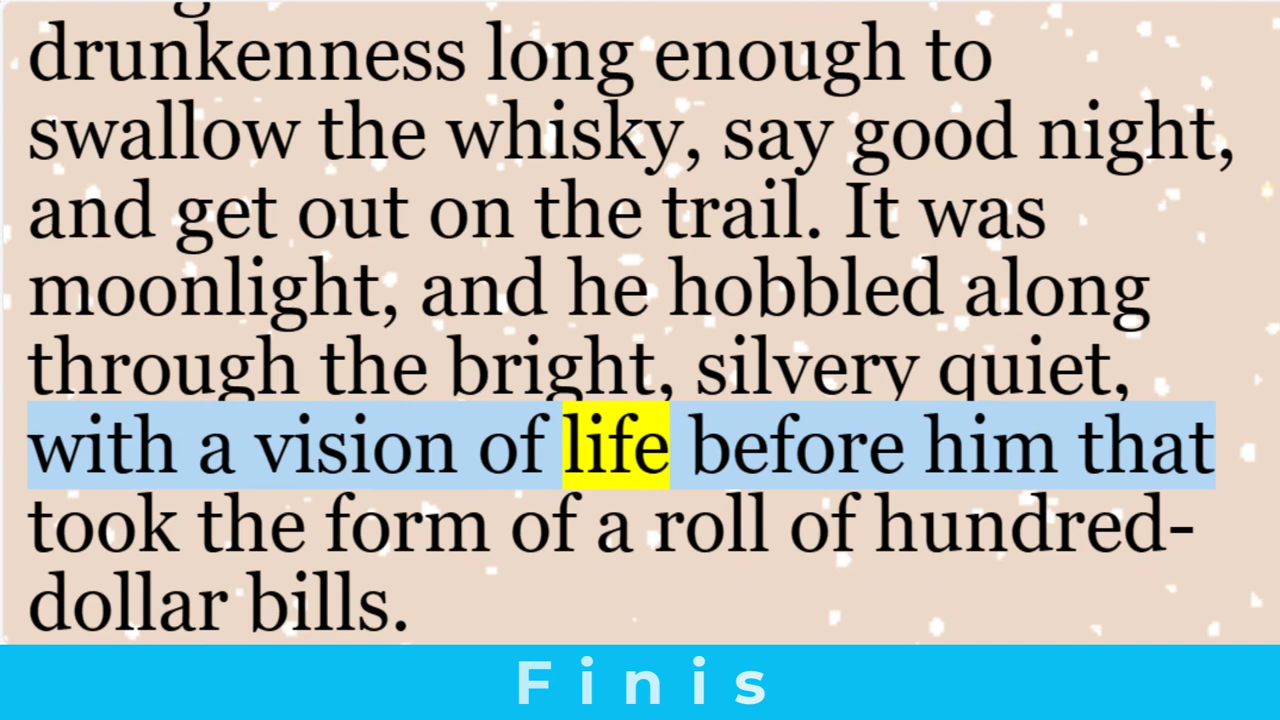 drunkenness long enough to
swallow the whisky, say good night,
and get out on the trail. It was
moonlight, and he hobbled along
through the bright, silvery quiet,
with a vision of life before him that
took the form of a roll of hundred-
dollar bills.
Finis